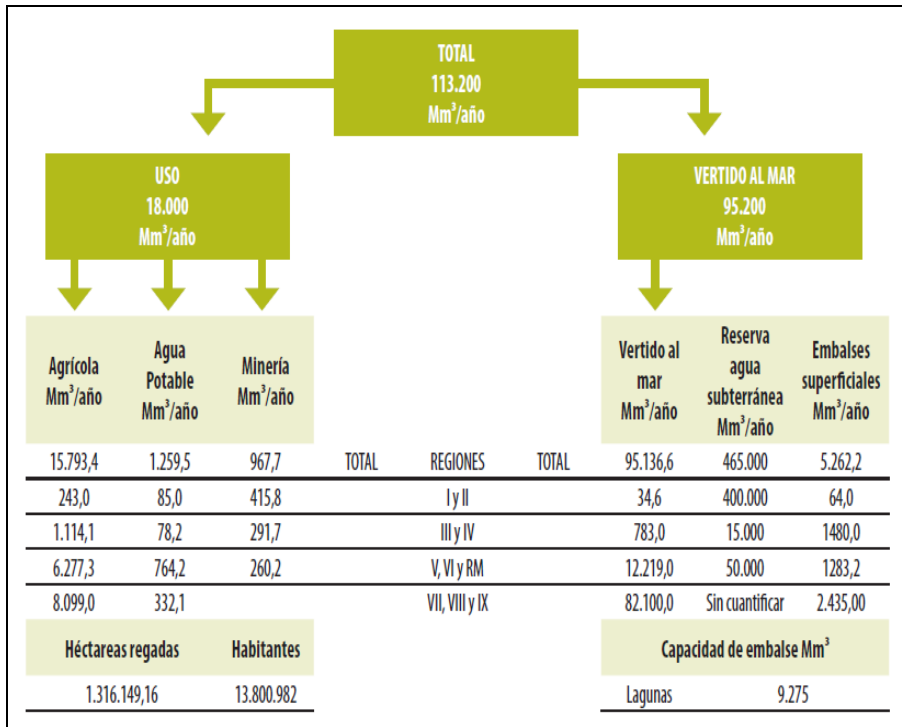 TOTAL
113.200
Mm³/año
USO
18.000
Mm³/año
VERTIDO AL MAR
95.200
Mm³/año
Agrícola
Mm³/año
Agua
Potable
Mm³/año
Minería
Mm³/año
Vertido al
mar
Mm³/año
Reserva
agua
subterránea
Mm³/año
Embalses
superficiales
Mm³/año
15.793,4 1.259,5 967,7 TOTAL REGIONES TOTAL 95.136,6 465.000 5.262,2
243,0 85,0 415,8 I y II 34,6 400.000 64,0
1.114,1 78,2 291,7 III y IV 783,0 15.000 1480,0
6.277,3 764,2 260,2 V, VI y RM 12.219,0 50.000 1283,2
8.099,0 332,1 VII, VIII y IX 82.100,0 Sin cuantificar 2.435,00
Héctareas regadas Habitantes Capacidad de embalse Mm³
1.316.149,16 13.800.982 Lagunas 9.275